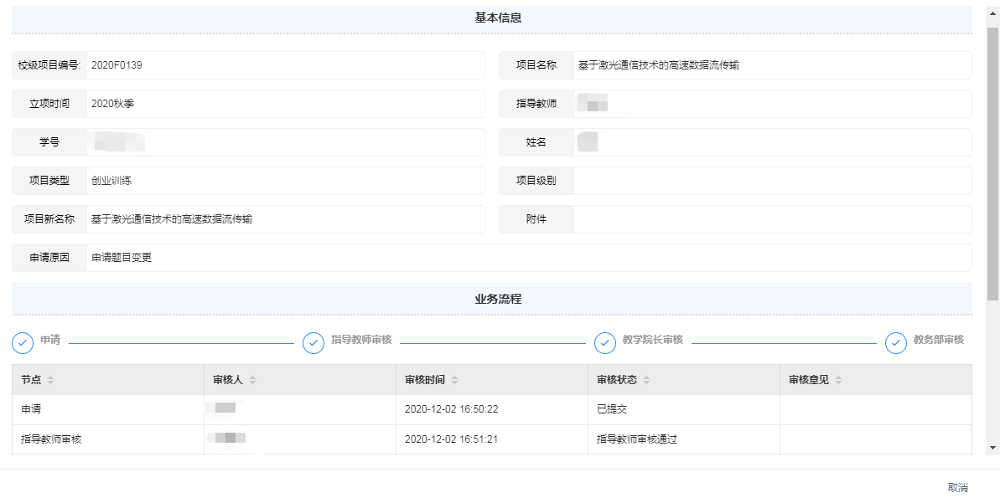 基本信息
校级项目编号: 2020F0139 项目名称 基于激光通信技术的高速数据流传输
立项时间 2020秋季 指导教师
学号 姓名
项目类型 创业训练 项目级别
项目新名称 基于激光通信技术的高速数据流传输 附件
申请原因 申请题目变更
业务流程
申请 指导教师审核 教学院长审核 教务部审核
节点 审核人 审核时间 审核状态 审核意见
申请 2020-12-02 16:50:22 已提交
指导教师审核 2020-12-02 16:51:21 指导教师审核通过
取消